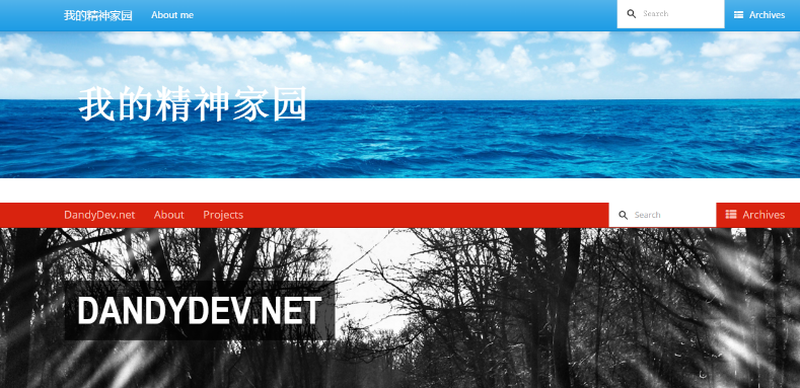 我的精神家园 About me Search Archives
我的精神家园
DandyDev.net About Projects Search Archives
DANDYDEV.NET